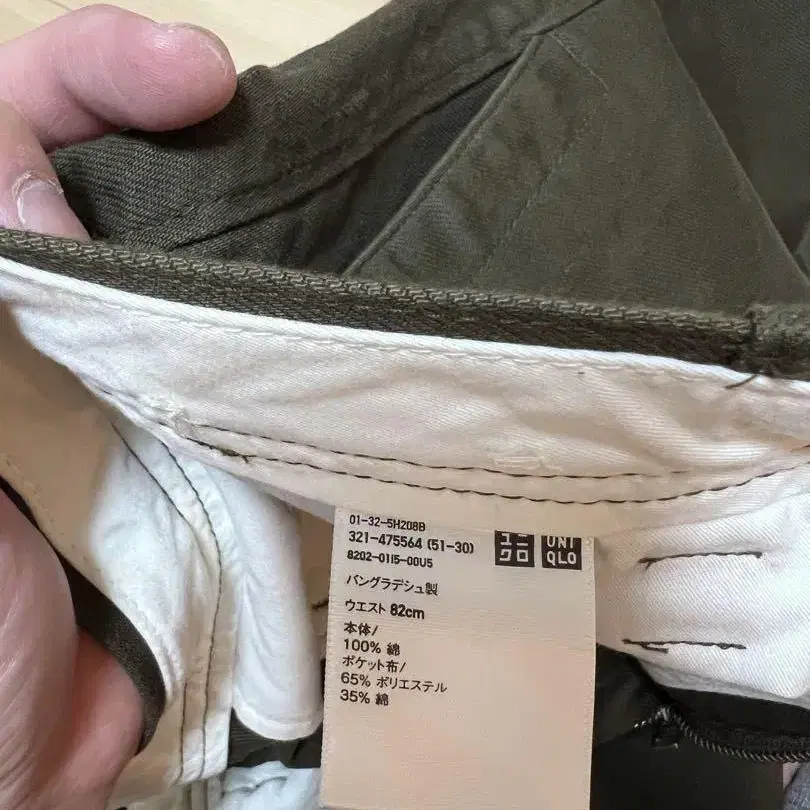 01-32-5H208B
321-475564 (51-30)
8202-0115-00U5
ユニ
クロ
UNI
QLO
バングラデシュ製
ウエスト 82cm
本体/
100% 綿
ポケット布/
65% ポリエステル
35% 綿